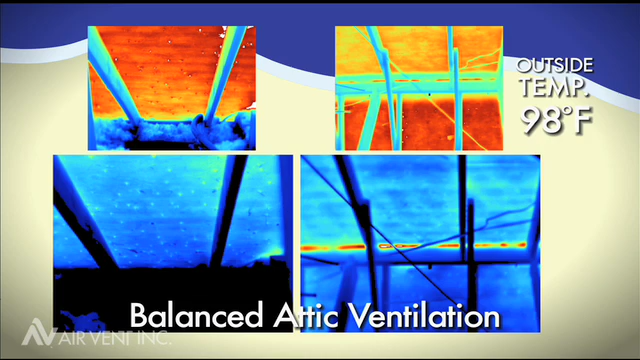 OUTSIDE
TEMP.
98°F
Balanced Attic Ventilation
AIR VENT INC.